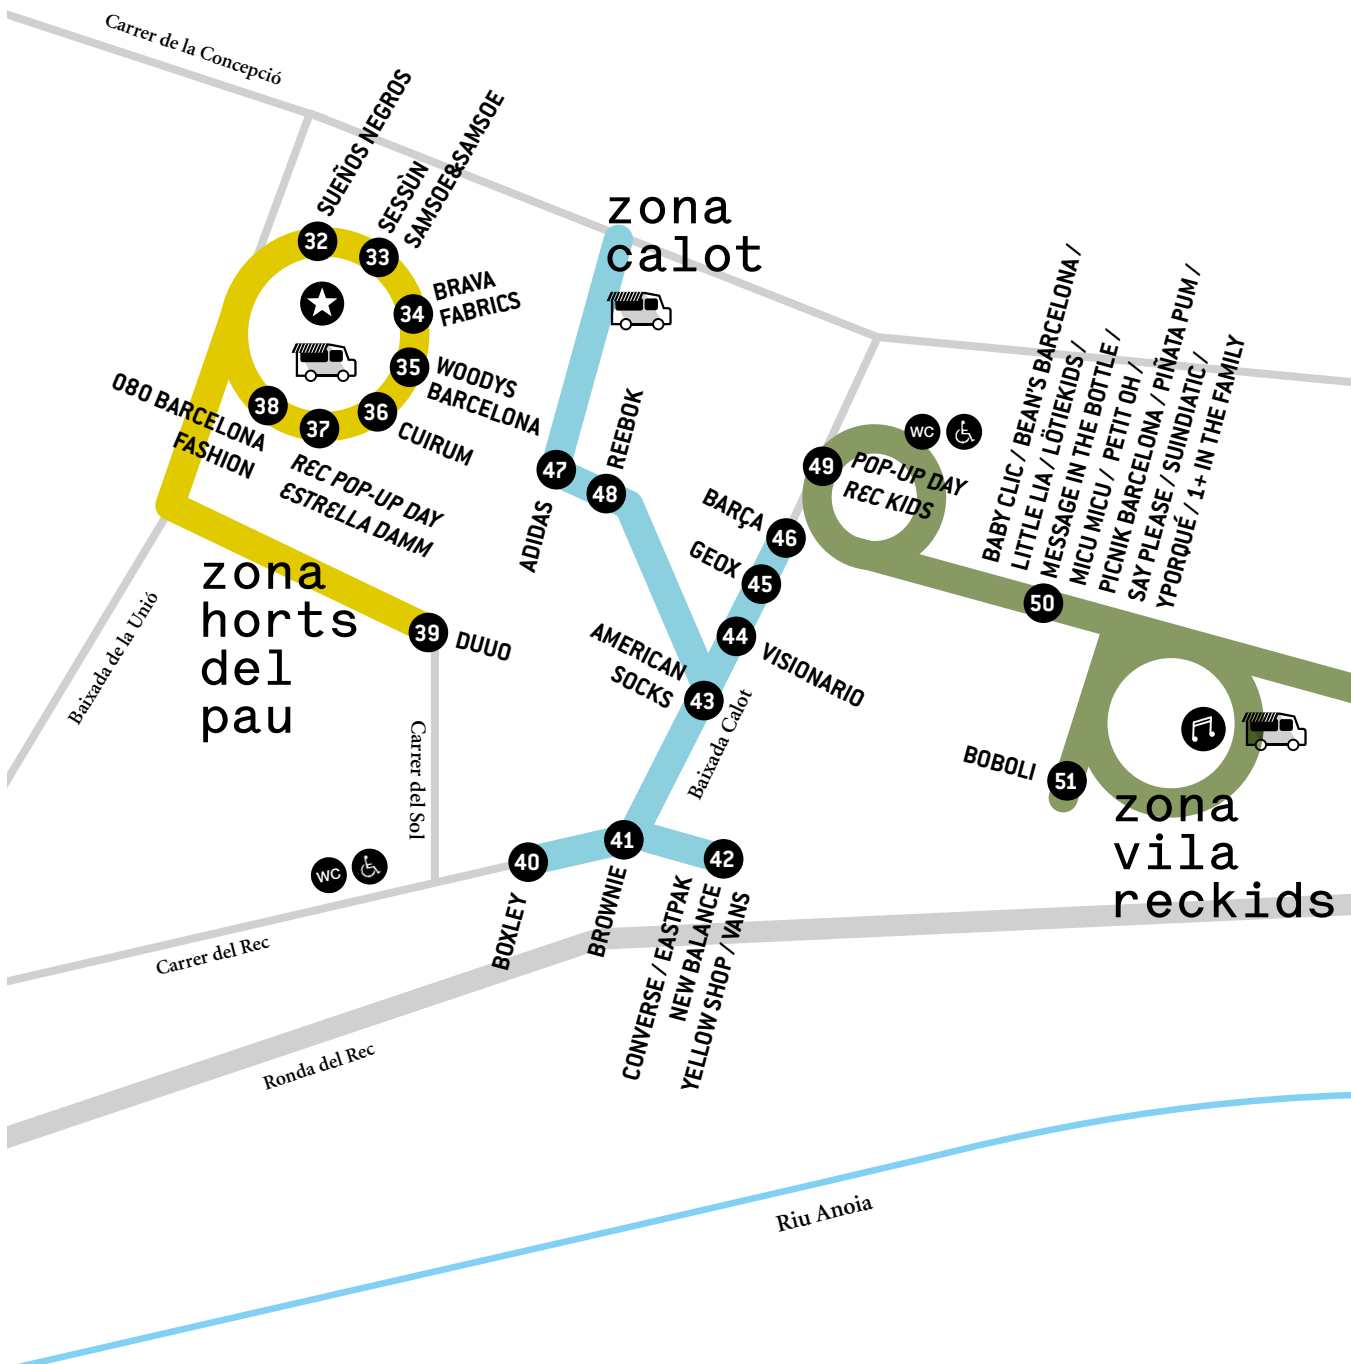 Carrer de la Concepció
SUEÑOS NEGROS
SESSÙN
SAMSOE&SAMSOE
32
33
34
BRAVA
FABRICS
35
WOODYS
BARCELONA
36
CUIRUM
37
REC POP-UP DAY
ESTRELLA DAMM
38
080 BARCELONA
FASHION
zona
horts
del
pau
39
DUUO
Baixada de la Unió
Carrer del Sol
WC
Carrer del Rec
Ronda del Rec
zona
calot
47
ADIDAS
48
REEBOK
BARÇA
46
GEOX
45
44
VISIONARIO
AMERICAN
SOCKS
43
Baixada Calot
40
BOXLEY
41
BROWNIE
42
CONVERSE / EASTPAK
NEW BALANCE
YELLOW SHOP / VANS
WC
49
POP-UP DAY
REC KIDS
BABY CLIC / BEAN'S BARCELONA /
LITTLE LIA / LÖTIEKIDS /
MESSAGE IN THE BOTTLE /
MICU MICU / PETIT OH /
PICNIK BARCELONA / PIÑATA PUM /
SAY PLEASE / SUNDIATIC /
YPORQUÉ / 1+ IN THE FAMILY
50
BOBOLI
51
zona
vila
reckids
Riu Anoia